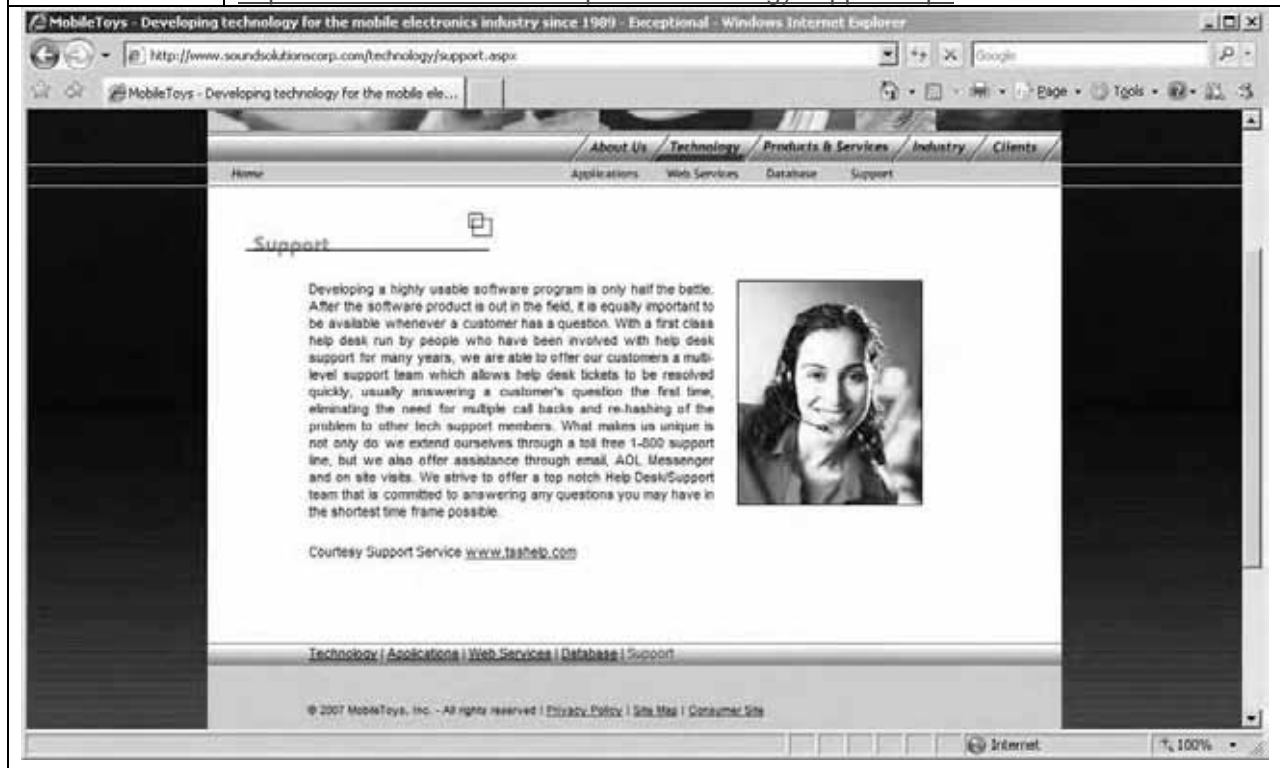 MobileToys - Developing technology for the mobile electronics industry since 1989 - Exceptional - Windows Internet Explorer
http://www.soundsolutionscorp.com/technology/support.aspx
Google
MobileToys - Developing technology for the mobile ele...
Page
Tools
About Us
Technology
Products & Services
Industry
Clients
Home
Applications
Web Services
Database
Support
Support
Developing a highly usable software program is only half the battle.
After the software product is out in the field, it is equally important to
be available whenever a customer has a question. With a first class
help desk run by people who have been involved with help desk
support for many years, we are able to offer our customers a multi-
level support team which allows help desk tickets to be resolved
quickly, usually answering a customer's question the first time,
eliminating the need for multiple call backs and re-hashing of the
problem to other tech support members. What makes us unique is
not only do we extend ourselves through a toll free 1-800 support
line, but we also offer assistance through email, AOL Messenger
and on site visits. We strive to offer a top notch Help Desk/Support
team that is committed to answering any questions you may have in
the shortest time frame possible.
Courtesy Support Service www.tashelp.com
Technology | Applications | Web Services | Database | Support
© 2007 MobileToys, Inc. - All rights reserved | Privacy Policy | Site Map | Consumer Site
Internet
100%